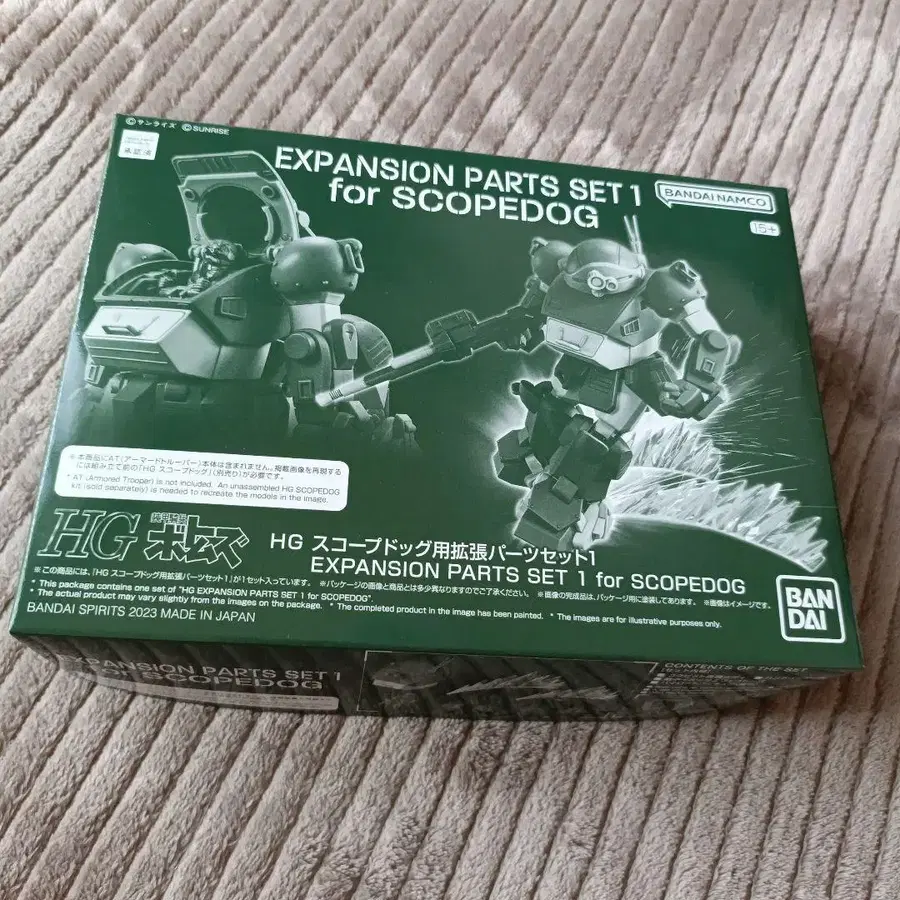 ©サンライズ ©SUNRISE
承認済
EXPANSION PARTS SET 1
for SCOPEDOG
BANDAI NAMCO
15+
※本商品にAT(アーマードトルーパー)本体は含まれません。掲載画像を再現する
には組み立て前の「HG スコープドッグ」(別売り)が必要です。
* AT (Armored Trooper) is not included. An unassembled HG SCOPEDOG
kit (sold separately) is needed to recreate the models in the image.
HG 装甲騎兵ボトムズ
HG スコープドッグ用拡張パーツセット1
EXPANSION PARTS SET 1 for SCOPEDOG
※この商品には、「HG スコープドッグ用拡張パーツセット1」が1セット入っています。 ※パッケージの画像と商品とは多少異なりますのでご了承ください。 ※画像の完成品は、パッケージ用に塗装してあります。 ※画像はイメージです。
* This package contains one set of "HG EXPANSION PARTS SET 1 for SCOPEDOG".
* The actual product may vary slightly from the images on the package. * The completed product in the image has been painted. * The images are for illustrative purposes only.
BANDAI SPIRITS 2023 MADE IN JAPAN
BAN
DAI
EXPANSION PARTS SET 1
for SCOPEDOG
CONTENTS OF THE SET